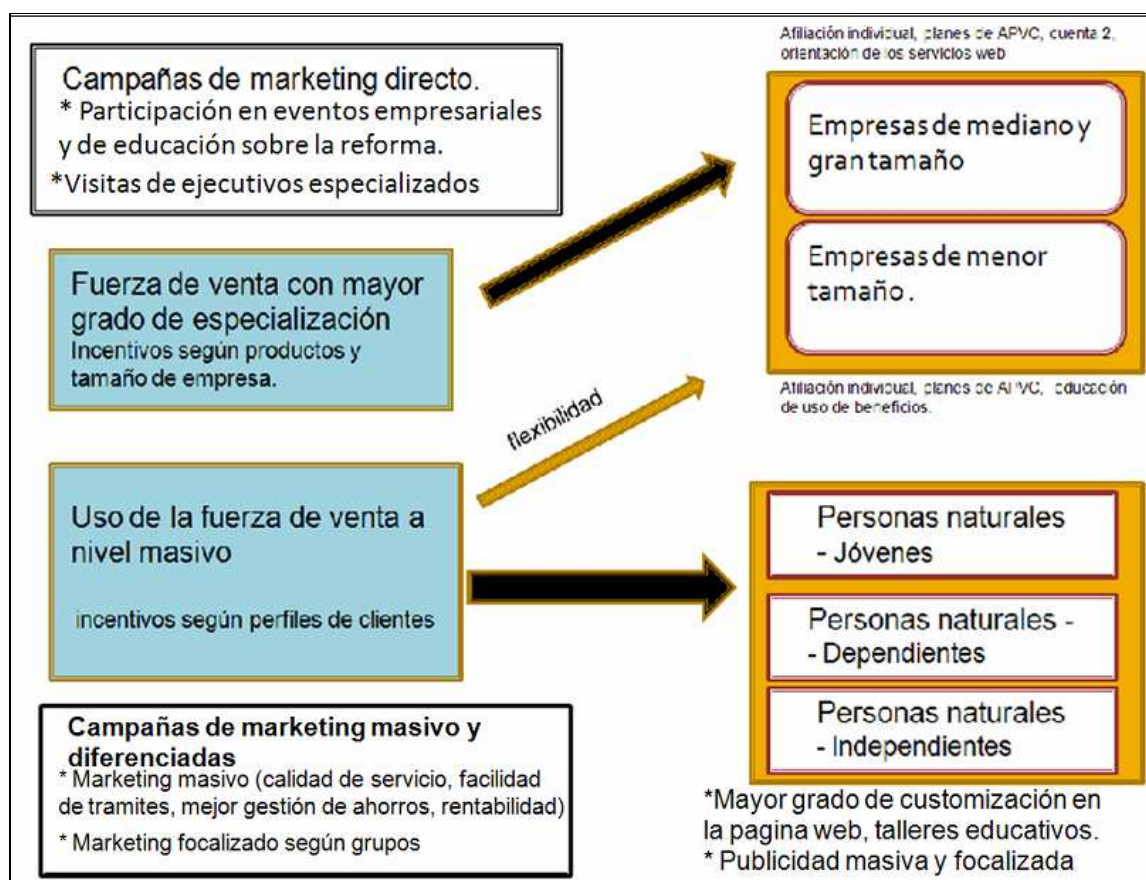 Campañas de marketing directo.
* Participación en eventos empresariales
y de educación sobre la reforma.
*Visitas de ejecutivos especializados
Fuerza de venta con mayor
grado de especialización
Incentivos según productos y
tamaño de empresa.
Uso de la fuerza de venta a
nivel masivo
incentivos según perfiles de clientes
Campañas de marketing masivo y
diferenciadas
* Marketing masivo (calidad de servicio, facilidad
de tramites, mejor gestión de ahorros, rentabilidad)
* Marketing focalizado según grupos
flexibilidad
Afiliación individual, planes de APVC, cuenta 2,
orientación de los servicios web
Empresas de mediano y
gran tamaño
Empresas de menor
tamaño .
Afiliación individual, planes de APVC, educación
de uso de beneficios.
Personas naturales
- Jóvenes
Personas naturales -
- Dependientes
Personas naturales
- Independientes
*Mayor grado de customización en
la pagina web, talleres educativos.
* Publicidad masiva y focalizada